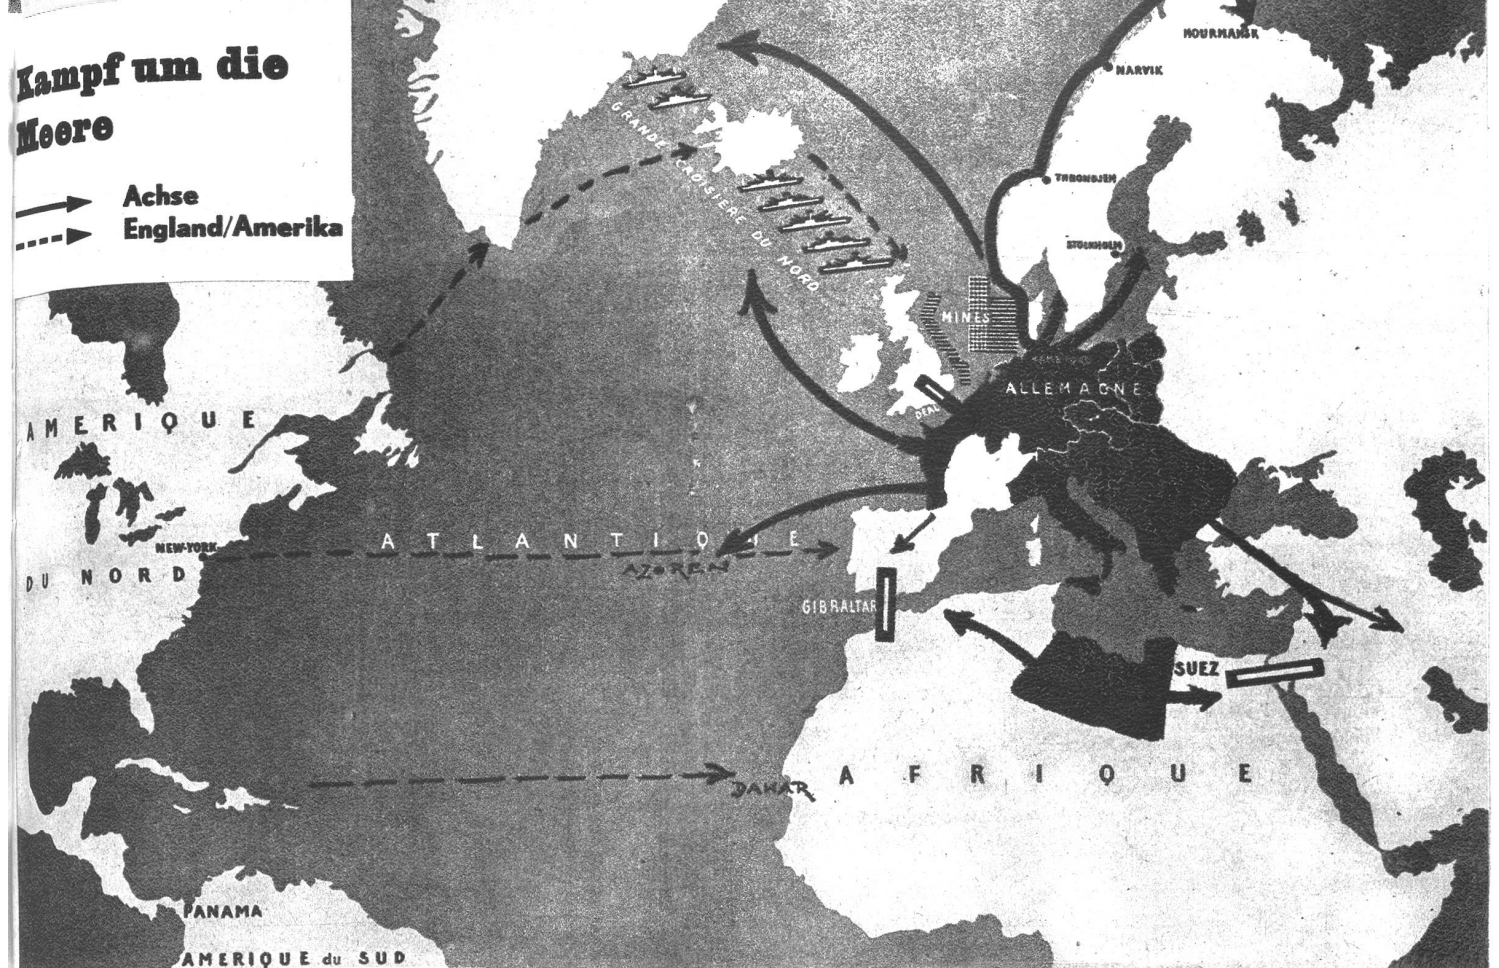 Kampf um die
Meere
Achse
England/Amerika
MOURMANSK
NARVIK
THRONDJEM
STOCKHOLM
GRANDE CROISIERE DU NORD
MINES
ALLEMAGNE
DEAL
AMERIQUE
DU NORD
NEW-YORK
ATLANTIQUE
AZOREN
GIBRALTAR
SUEZ
DAKAR
AFRIQUE
PANAMA
AMERIQUE du SUD